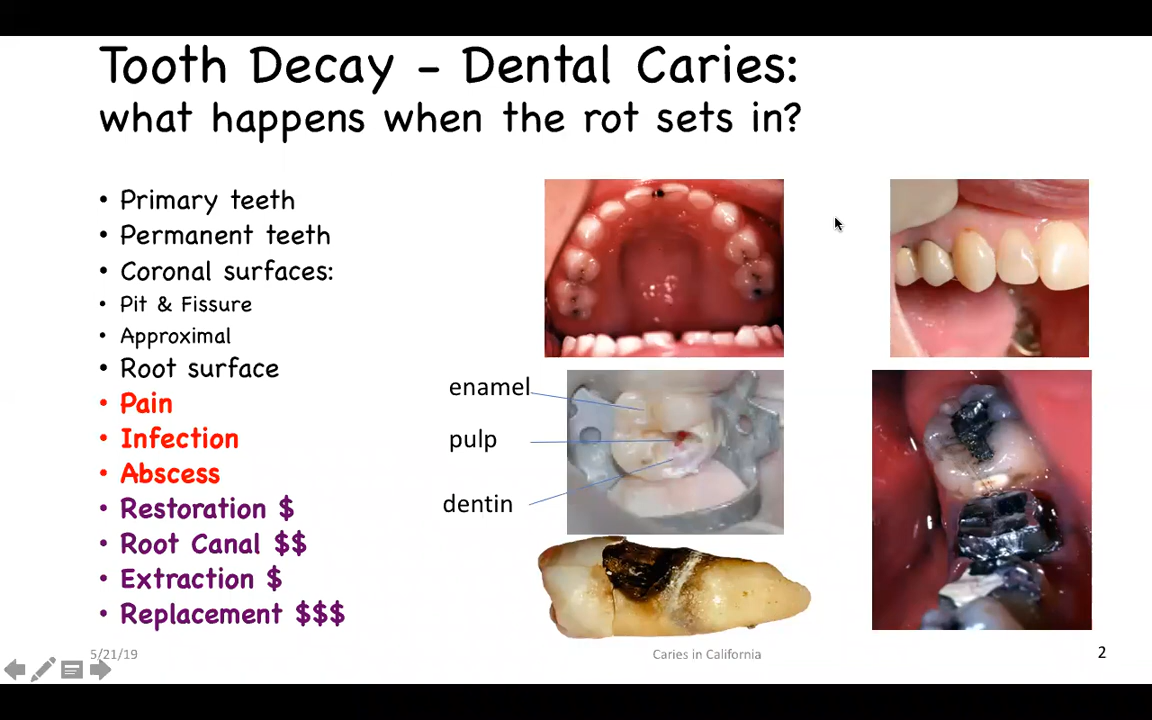 Tooth Decay – Dental Caries:
what happens when the rot sets in?
• Primary teeth
• Permanent teeth
• Coronal surfaces:
• Pit & Fissure
• Approximal
• Root surface
• Pain
• Infection
• Abscess
• Restoration $
• Root Canal $$
• Extraction $
• Replacement $$$
enamel
pulp
dentin
5/21/19
Caries in California
2